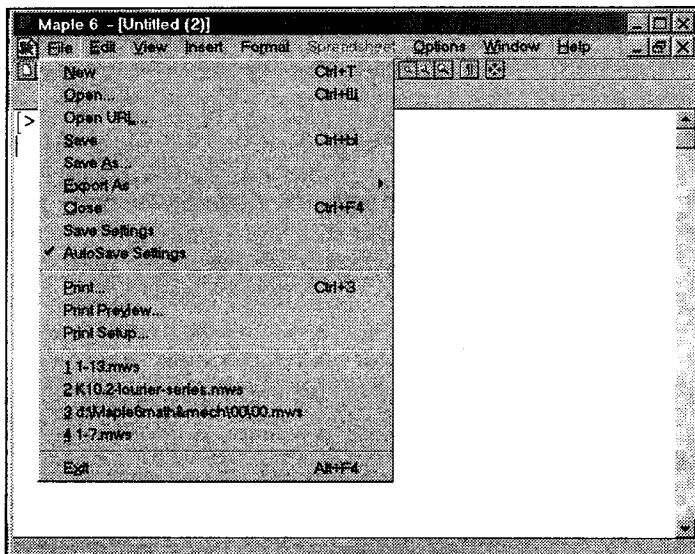 Maple 6 - [Untitled (2)]
File Edit View Insert Format Spreadsheet Options Window Help
New Ctrl+T
Open... Ctrl+Щ
Open URL...
Save Ctrl+Ы
Save As...
Export As
Close Ctrl+F4
Save Settings
✓ AutoSave Settings
Print... Ctrl+З
Print Preview...
Print Setup...
1 1-13.mws
2 K10.2-fourier-series.mws
3 d:\Maple6math&mech\00\00.mws
4 1-7.mws
Exit Alt+F4
[>